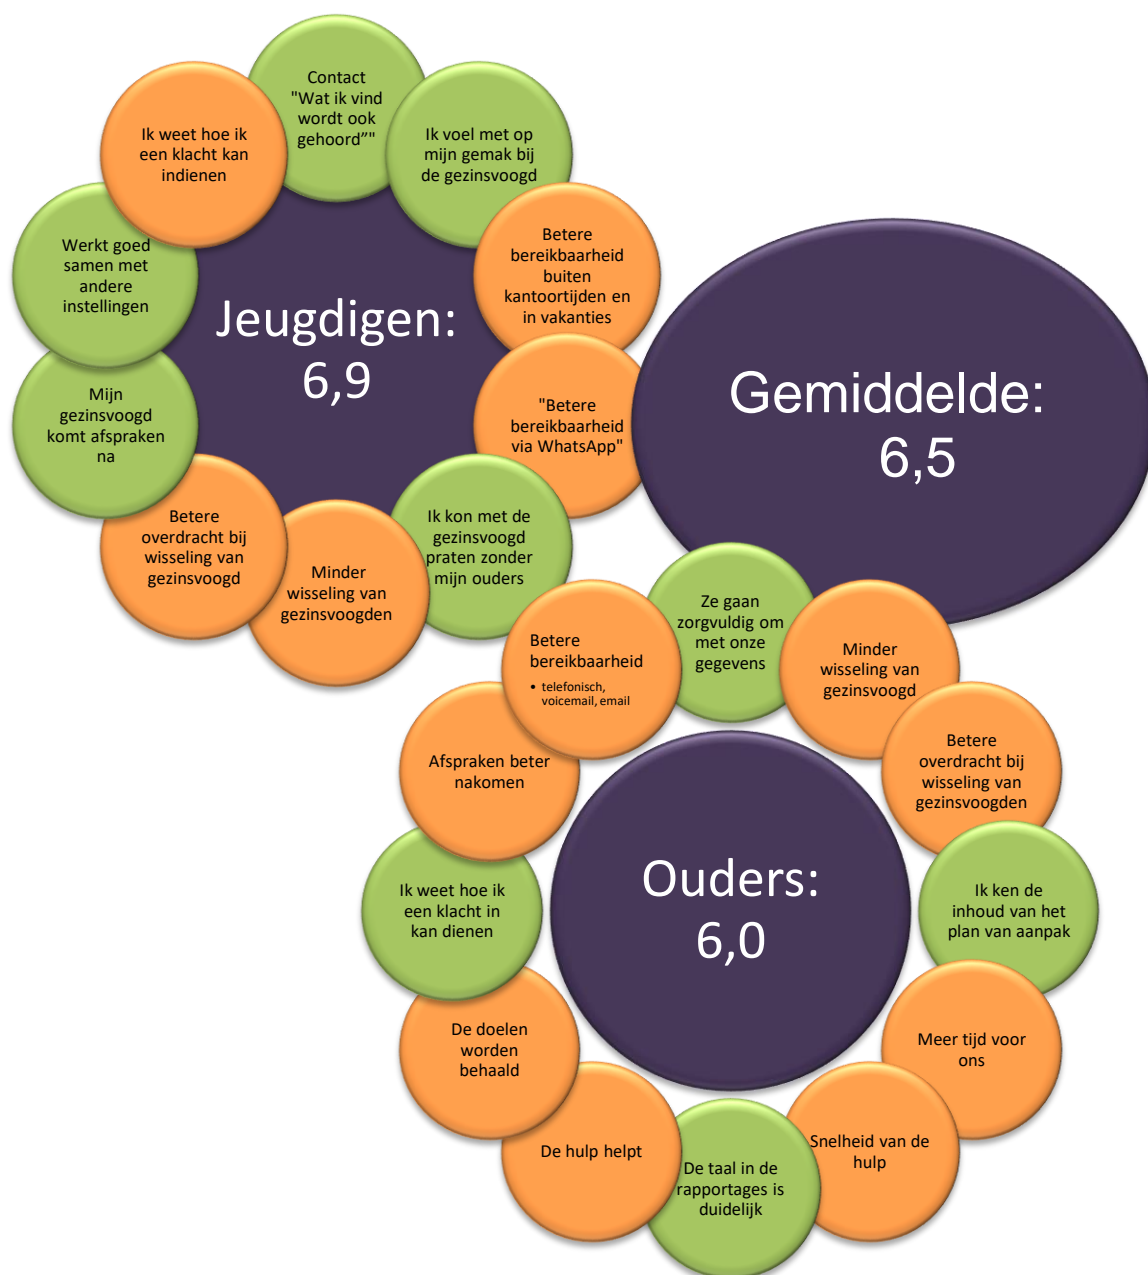 Contact
"Wat ik vind
wordt ook
gehoord”"
Ik voel met op
mijn gemak bij
de gezinsvoogd
Betere
bereikbaarheid
buiten
kantoortijden en
in vakanties
"Betere
bereikbaarheid
via WhatsApp"
Ik kon met de
gezinsvoogd
praten zonder
mijn ouders
Minder
wisseling van
gezinsvoogden
Betere
overdracht bij
wisseling van
gezinsvoogd
Mijn
gezinsvoogd
komt afspraken
na
Werkt goed
samen met
andere
instellingen
Ik weet hoe ik
een klacht kan
indienen
Jeugdigen:
6,9
Gemiddelde:
6,5
Ze gaan
zorgvuldig om
met onze
gegevens
Minder
wisseling van
gezinsvoogd
Betere
overdracht bij
wisseling van
gezinsvoogden
Ik ken de
inhoud van het
plan van aanpak
Meer tijd voor
ons
Snelheid van de
hulp
De taal in de
rapportages is
duidelijk
De hulp helpt
De doelen
worden
behaald
Ik weet hoe ik
een klacht in
kan dienen
Afspraken beter
nakomen
Betere
bereikbaarheid
• telefonisch,
voicemail, email
Ouders:
6,0